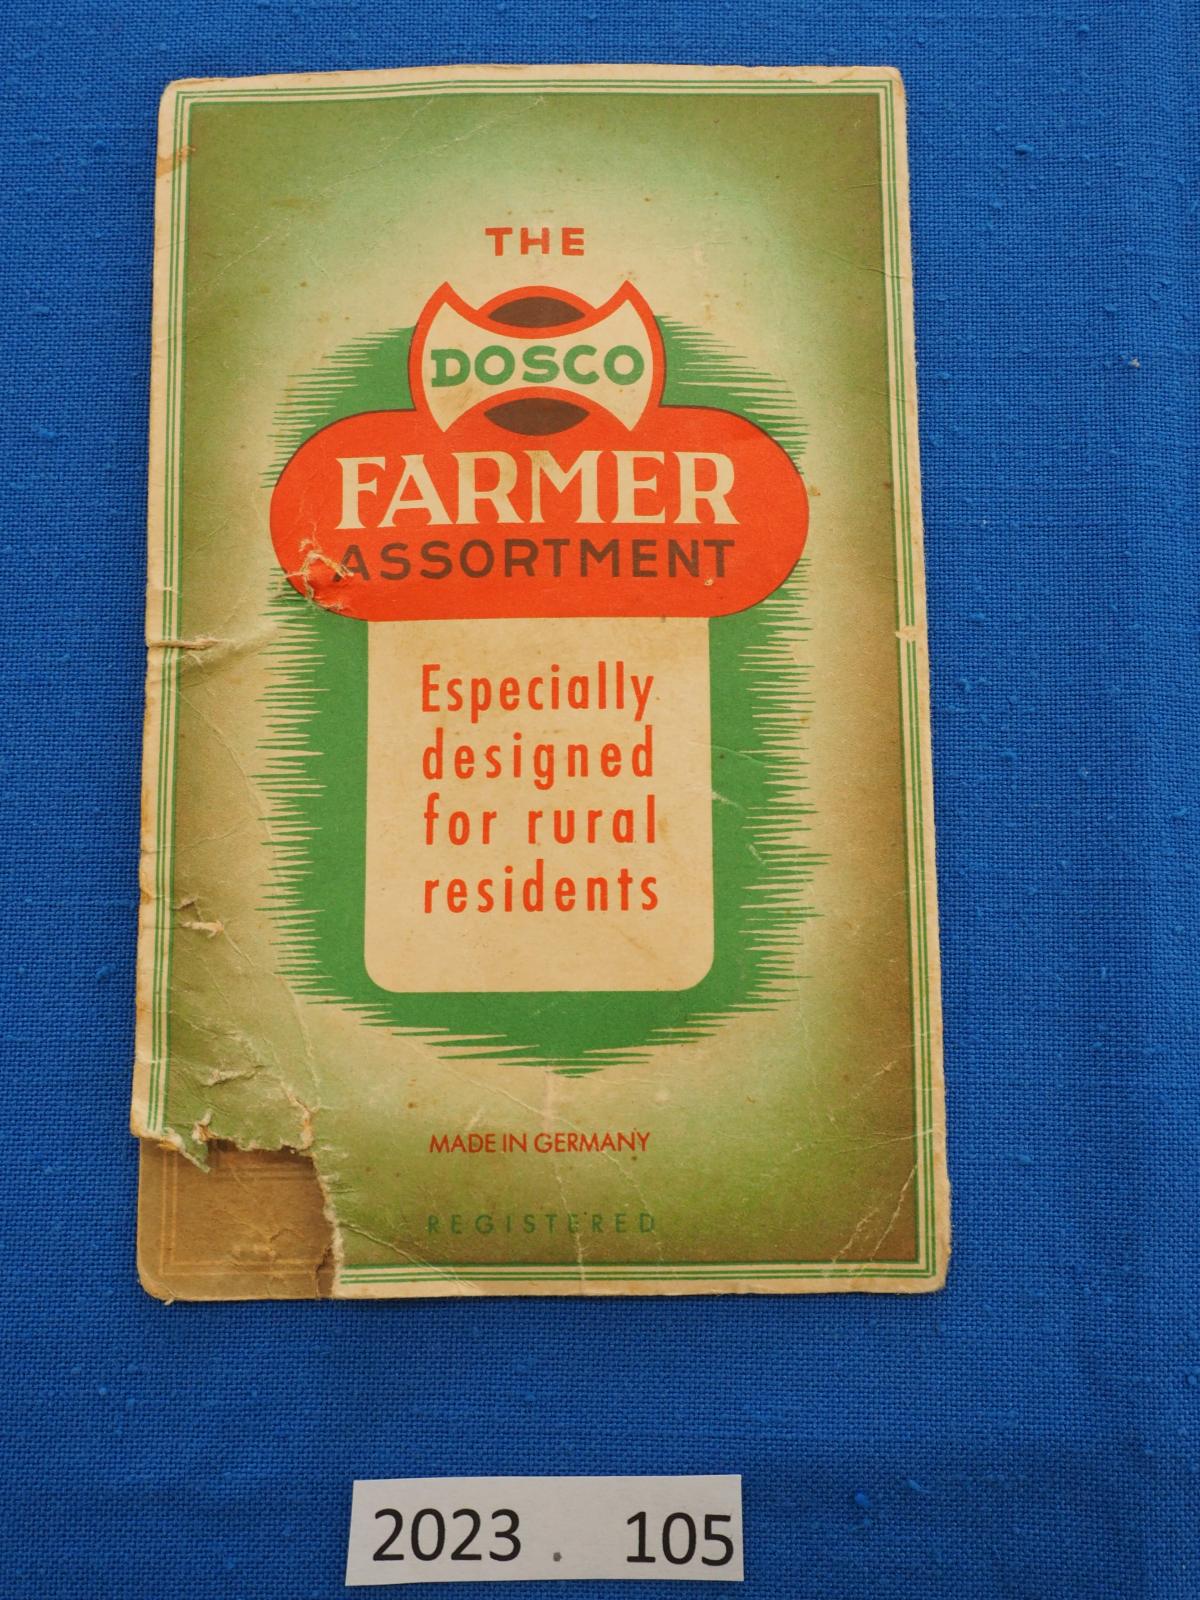 THE
DOSCO
FARMER
ASSORTMENT
Especially
designed
for rural
residents
MADE IN GERMANY
REGISTERED
2023 . 105